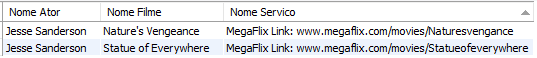 Nome Ator Nome Filme Nome Servico
Jesse Sanderson Nature's Vengeance MegaFlix Link: www.megaflix.com/movies/Naturesvengance
Jesse Sanderson Statue of Everywhere MegaFlix Link: www.megaflix.com/movies/Statueofeverywhere